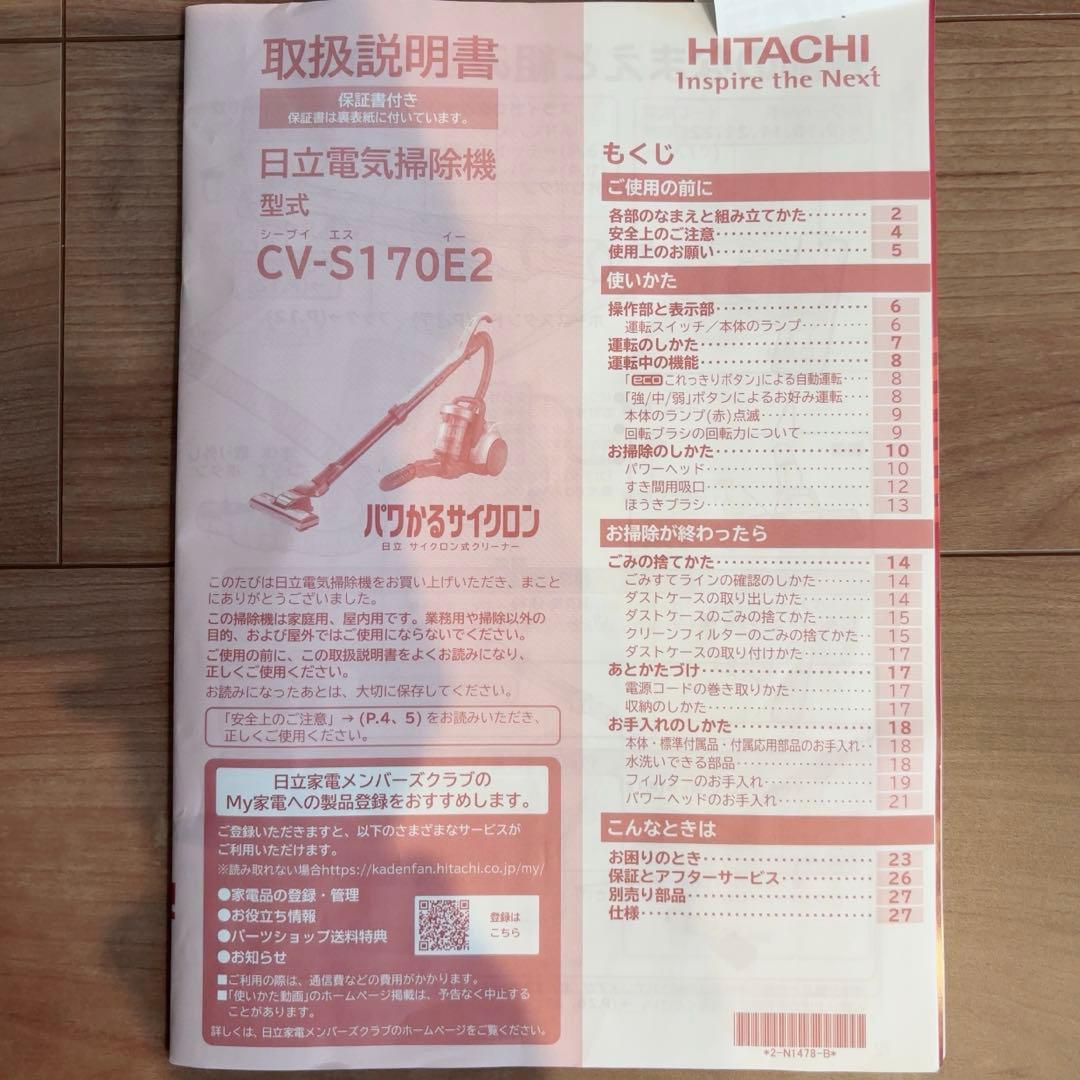 取扱説明書
保証書付き
保証書は裏表紙に付いています。
日立電気掃除機
型式
シーブイ エス イー
CV-S170E2
パワかるサイクロン
日立 サイクロン式クリーナー
このたびは日立電気掃除機をお買い上げいただき、まこと
にありがとうございました。
この掃除機は家庭用、屋内用です。業務用や掃除以外の
目的、および屋外ではご使用にならないでください。
ご使用の前に、この取扱説明書をよくお読みになり、
正しくご使用ください。
お読みになったあとは、大切に保存してください。
「安全上のご注意」→(P.4、5)をお読みいただき、
正しくご使用ください。
日立家電メンバーズクラブの
My家電への製品登録をおすすめします。
ご登録いただきますと、以下のさまざまなサービスが
ご利用いただけます。
※読み取れない場合https://kadenfan.hitachi.co.jp/my/
●家電品の登録・管理
●お役立ち情報
●パーツショップ送料特典
●お知らせ
登録は
こちら
■ご利用の際は、通信費などの費用がかかります。
■「使いかた動画」のホームページ掲載は、予告なく中止する
ことがあります。
詳しくは、日立家電メンバーズクラブのホームページをご覧ください。
HITACHI
Inspire the Next
もくじ
ご使用の前に
各部のなまえと組み立てかた········ 2
安全上のご注意···················· 4
使用上のお願い···················· 5
使いかた
操作部と表示部···················· 6
運転スイッチ/本体のランプ········ 6
運転のしかた······················ 7
運転中の機能······················ 8
「ecoこれっきりボタン」による自動運転···· 8
「強/中/弱」ボタンによるお好み運転···· 8
本体のランプ(赤)点滅·············· 9
回転ブラシの回転力について········ 9
お掃除のしかた···················· 10
パワーヘッド······················ 10
すき間用吸口······················ 12
ほうきブラシ······················ 13
お掃除が終わったら
ごみの捨てかた···················· 14
ごみすてラインの確認のしかた······ 14
ダストケースの取り出しかた········ 14
ダストケースのごみの捨てかた······ 15
クリーンフィルターのごみの捨てかた·· 15
ダストケースの取り付けかた········ 17
あとかたづけ······················ 17
電源コードの巻き取りかた·········· 17
収納のしかた······················ 17
お手入れのしかた·················· 18
本体・標準付属品・付属応用部品のお手入れ·· 18
水洗いできる部品·················· 18
フィルターのお手入れ·············· 19
パワーヘッドのお手入れ············ 21
こんなときは
お困りのとき······················ 23
保証とアフターサービス············ 26
別売り部品························ 27
仕様······························ 27
*2-N1478-B*